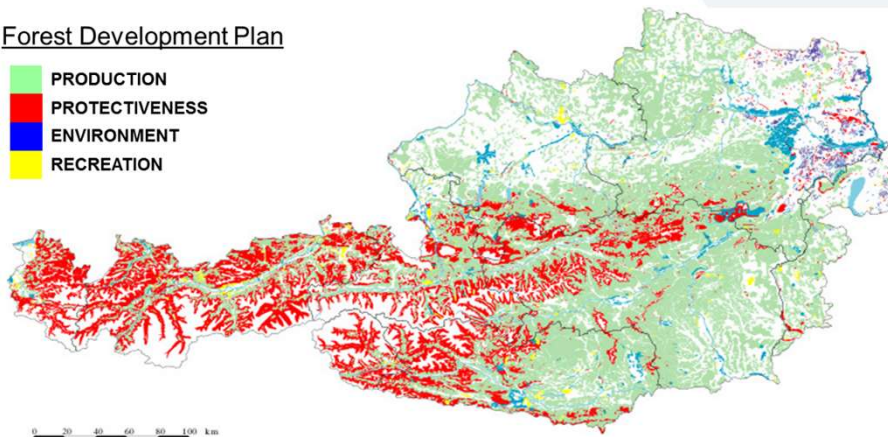 Forest Development Plan
PRODUCTION
PROTECTIVENESS
ENVIRONMENT
RECREATION
0 20 40 60 80 100 km